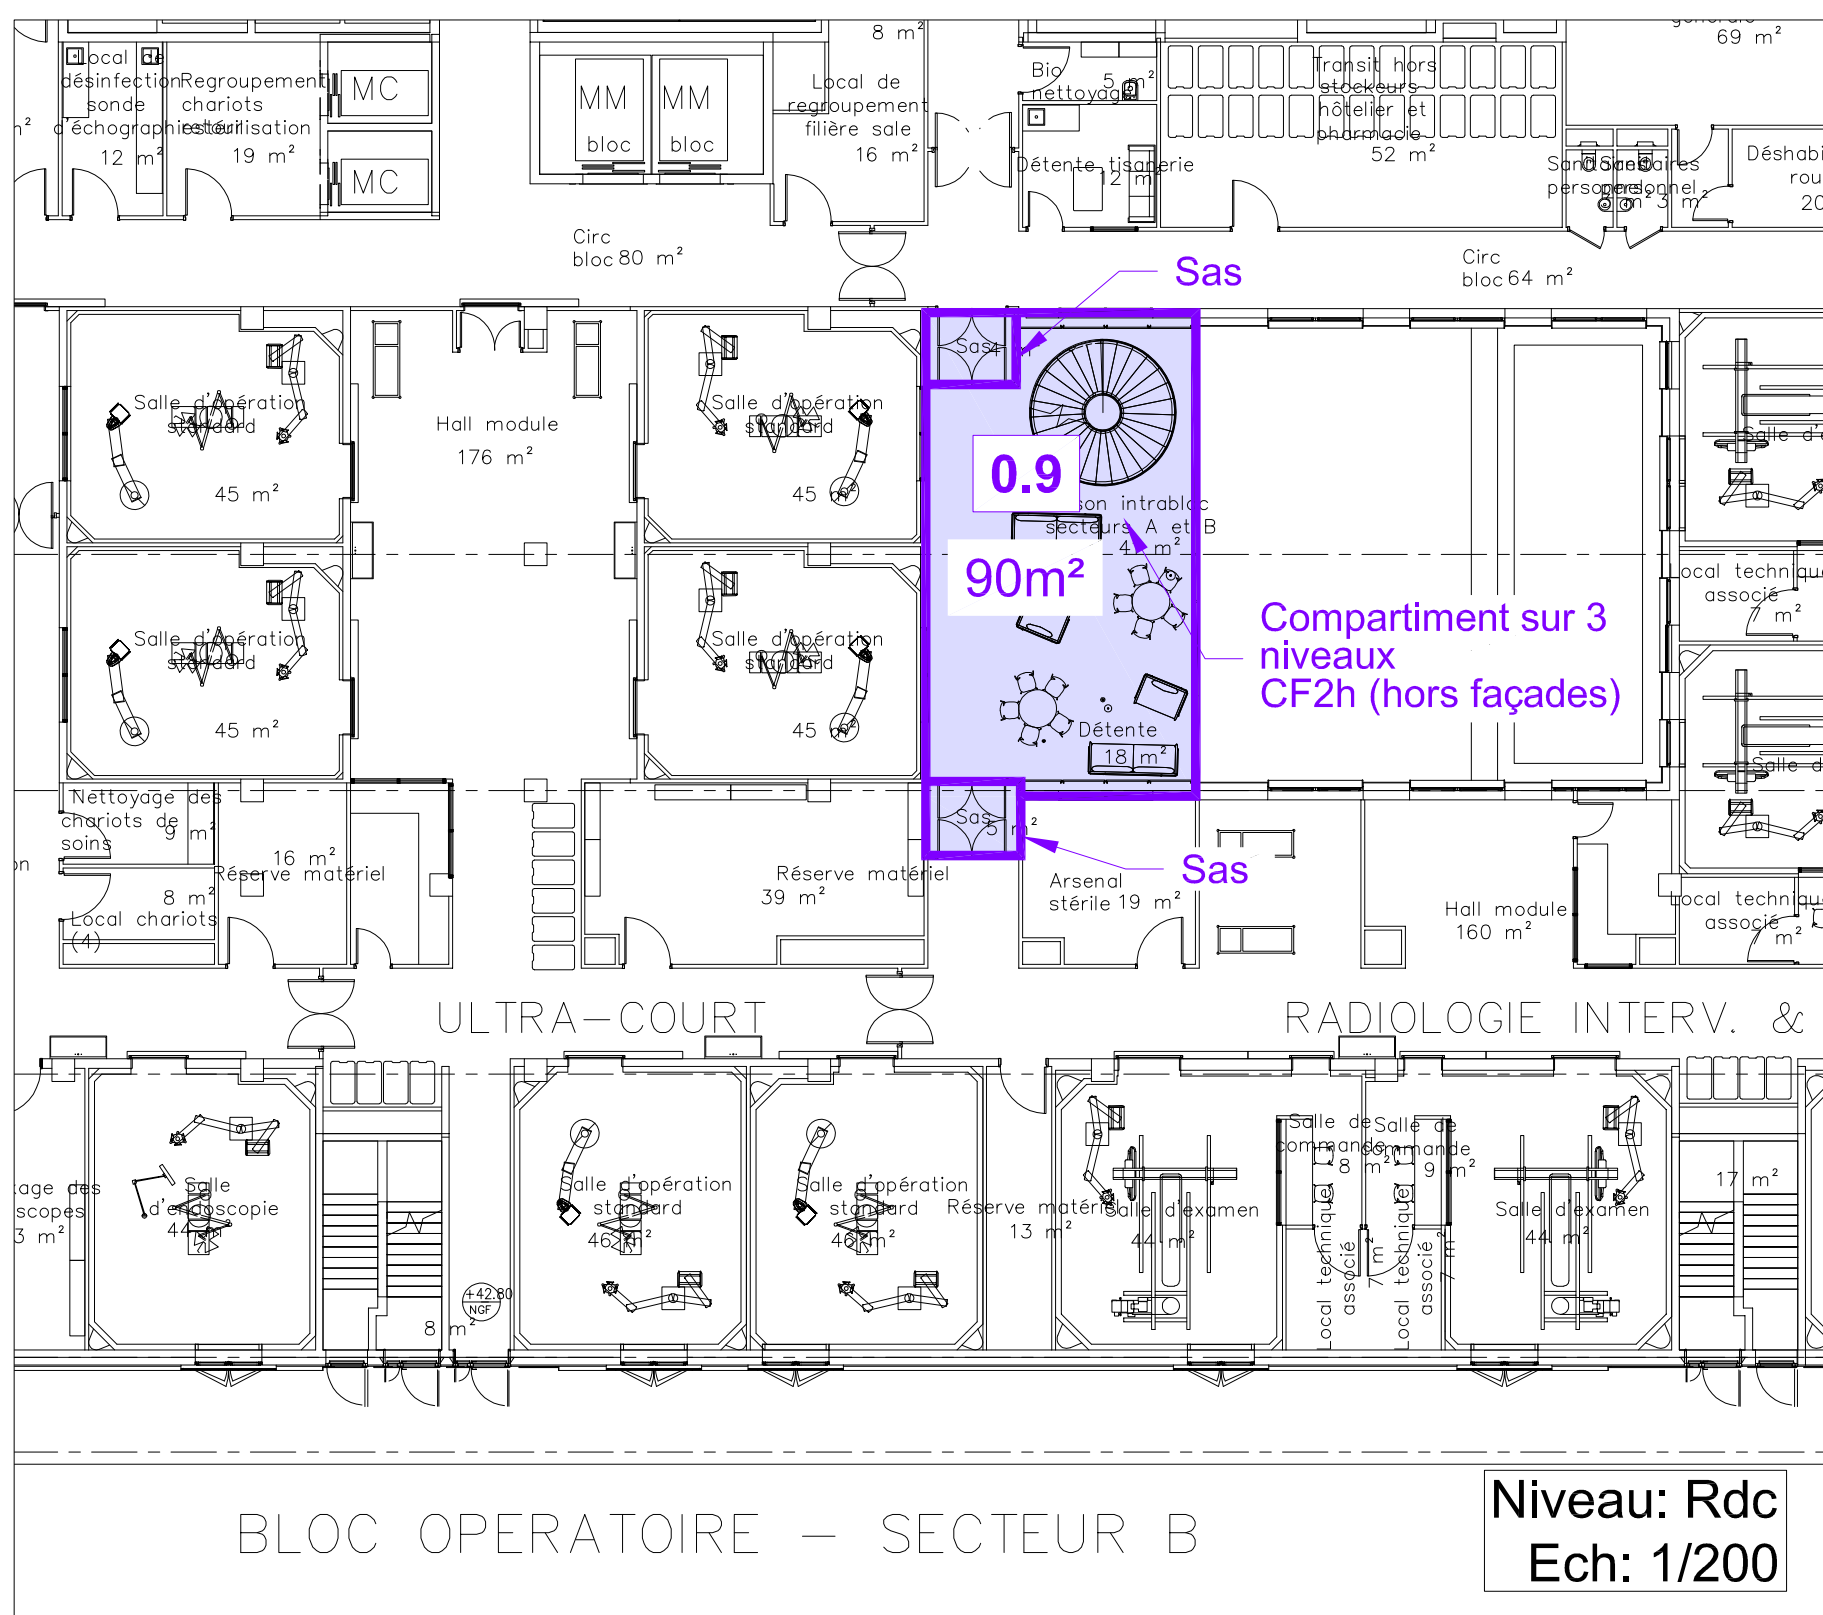 8 m²
générale
69 m²
Local de
désinfection
sonde
d'échographie
12 m²
Regroupement
chariots
retour
stérilisation
19 m²
MC
MC
MM
bloc
MM
bloc
Local de
regroupement
filière sale
16 m²
Bio
nettoyage
5 m²
Détente tisanerie
12 m²
Transit hors
stockeurs
hôtelier et
pharmacie
52 m²
Sanitaires
personnel
3 m²
Circ
bloc 80 m²
Circ
bloc 64 m²
Sas
Sas
Salle d'opération
standard
45 m²
Hall module
176 m²
Salle d'opération
standard
45 m²
0.9
90m²
secteurs A et B
Compartiment sur 3
niveaux
CF2h (hors façades)
Salle d'opération
standard
45 m²
Salle d'opération
standard
45 m²
Détente
18 m²
associé
7 m²
Nettoyage des
chariots de
soins
9 m²
16 m²
Réserve matériel
8 m²
Local chariots
(4)
Réserve matériel
39 m²
Sas
5 m²
Sas
Arsenal
stérile 19 m²
Hall module
160 m²
associé
7 m²
ULTRA-COURT
RADIOLOGIE INTERV. &
Salle
d'endoscopie
44 m²
8 m²
+42.80
NGF
Salle d'opération
standard
46 m²
Salle d'opération
standard
46 m²
Réserve matériel
13 m²
Salle d'examen
44 m²
Salle de
commande
8 m²
Salle de
commande
9 m²
Local technique
associé
7 m²
Local technique
associé
7 m²
Salle d'examen
44 m²
17 m²
BLOC OPERATOIRE - SECTEUR B
Niveau: Rdc
Ech: 1/200